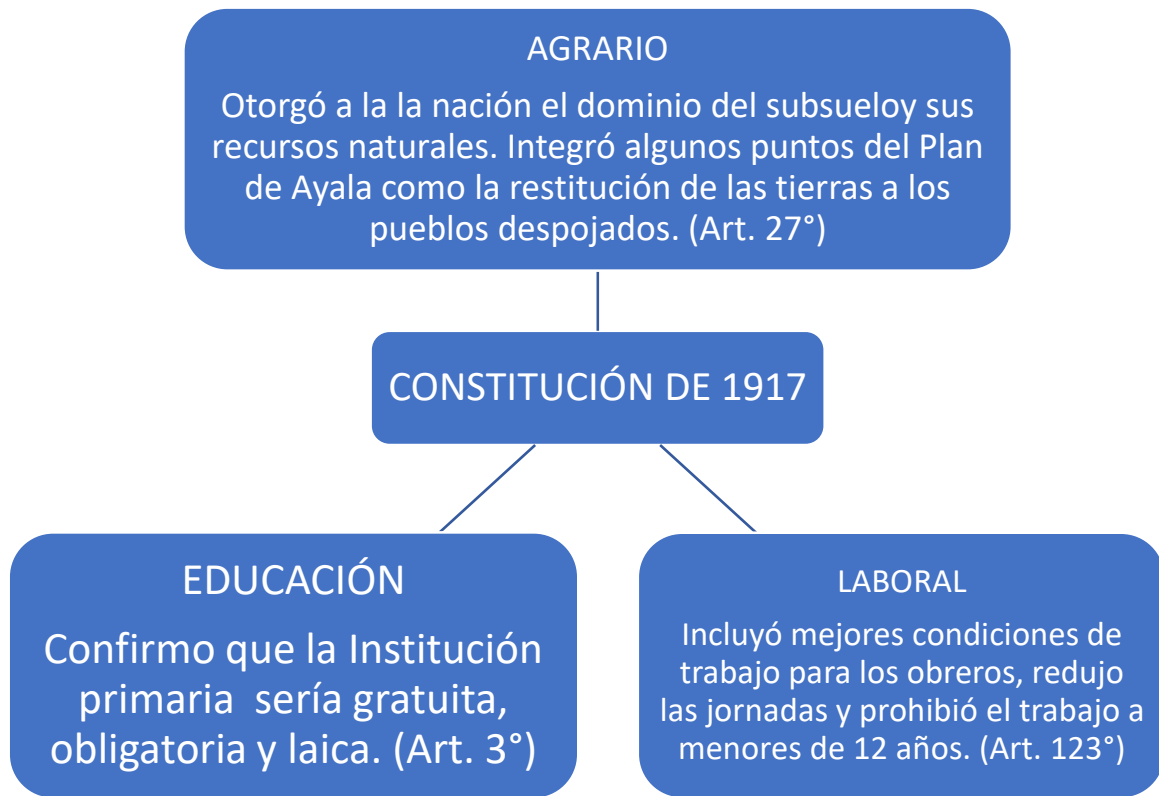 AGRARIO
Otorgó a la la nación el dominio del subsueloy sus
recursos naturales. Integró algunos puntos del Plan
de Ayala como la restitución de las tierras a los
pueblos despojados. (Art. 27°)
CONSTITUCIÓN DE 1917
EDUCACIÓN
Confirmo que la Institución
primaria sería gratuita,
obligatoria y laica. (Art. 3°)
LABORAL
Incluyó mejores condiciones de
trabajo para los obreros, redujo
las jornadas y prohibió el trabajo a
menores de 12 años. (Art. 123°)